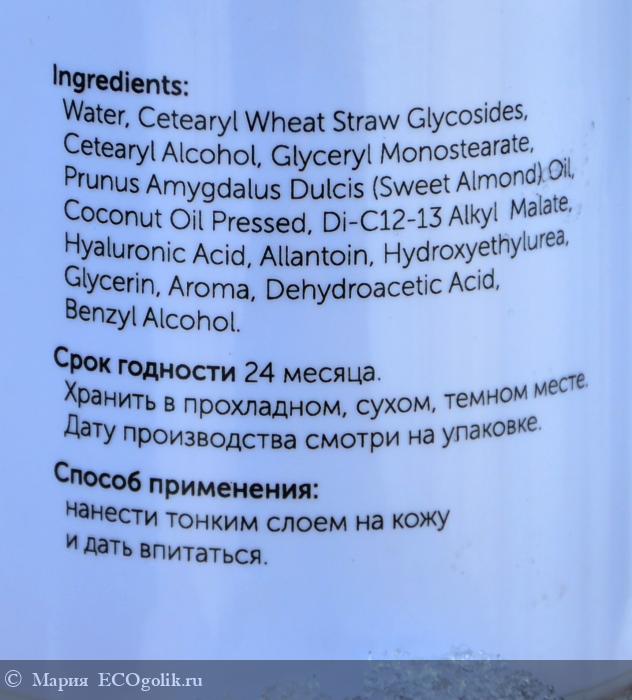 Ingredients:
Water, Cetearyl Wheat Straw Glycosides,
Cetearyl Alcohol, Glyceryl Monostearate,
Prunus Amygdalus Dulcis (Sweet Almond) Oil,
Coconut Oil Pressed, Di-C12-13 Alkyl Malate,
Hyaluronic Acid, Allantoin, Hydroxyethylurea,
Glycerin, Aroma, Dehydroacetic Acid,
Benzyl Alcohol.
Срок годности 24 месяца.
Хранить в прохладном, сухом, темном месте.
Дату производства смотри на упаковке.
Способ применения:
нанести тонким слоем на кожу
и дать впитаться.
© Мария ECOgolik.ru